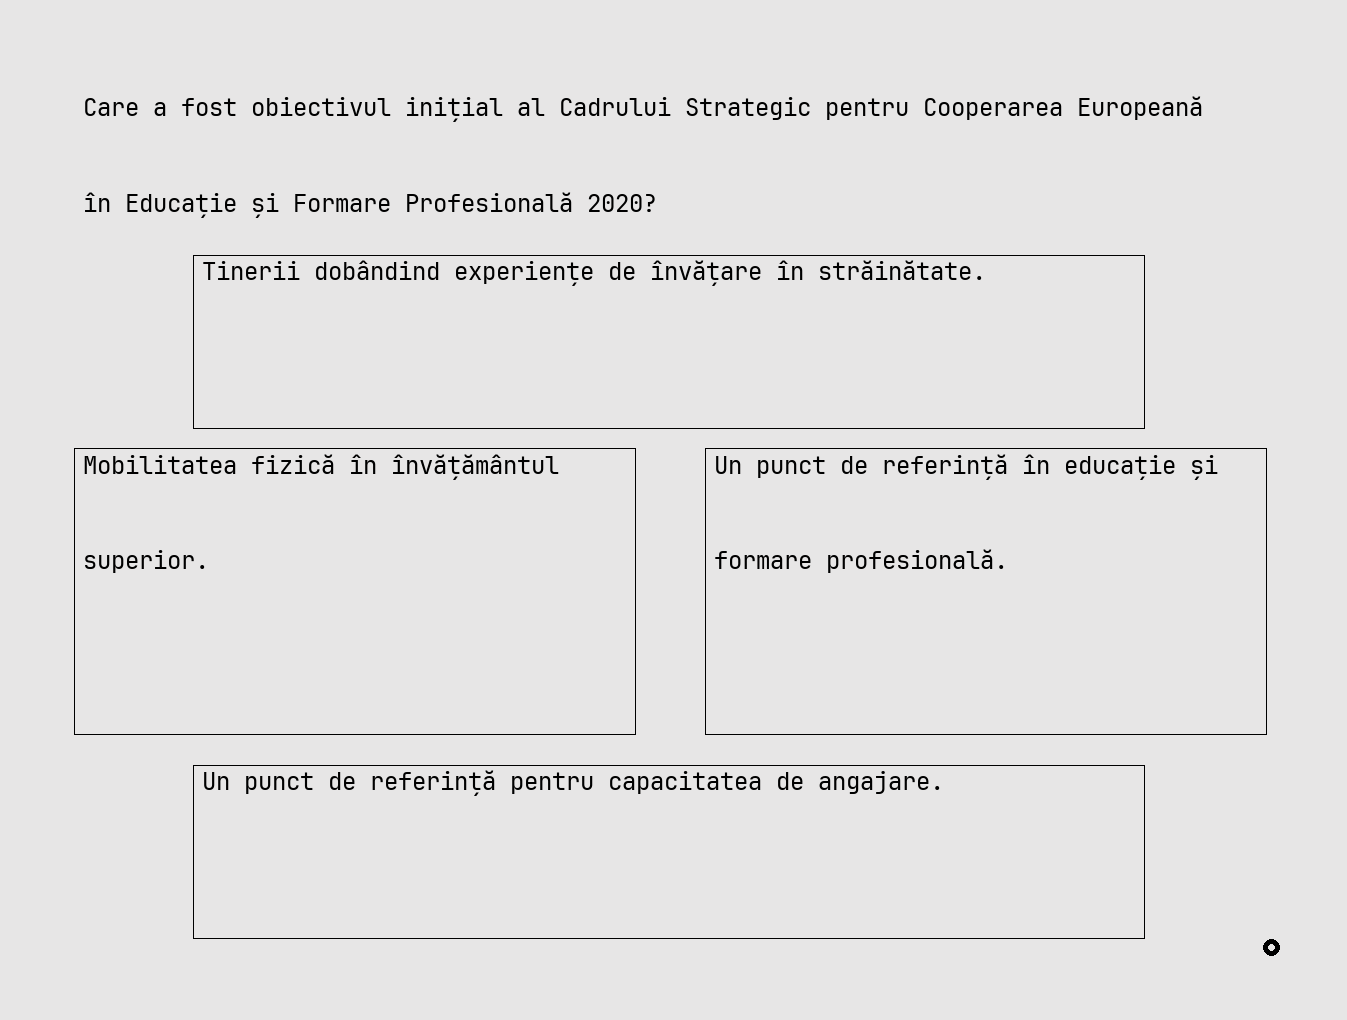 Care a fost obiectivul inițial al Cadrului Strategic pentru Cooperarea Europeană
în Educație și Formare Profesională 2020?
Tinerii dobândind experiențe de învățare în străinătate.
Mobilitatea fizică în învățământul
superior.
Un punct de referință în educație și
formare profesională.
Un punct de referință pentru capacitatea de angajare.